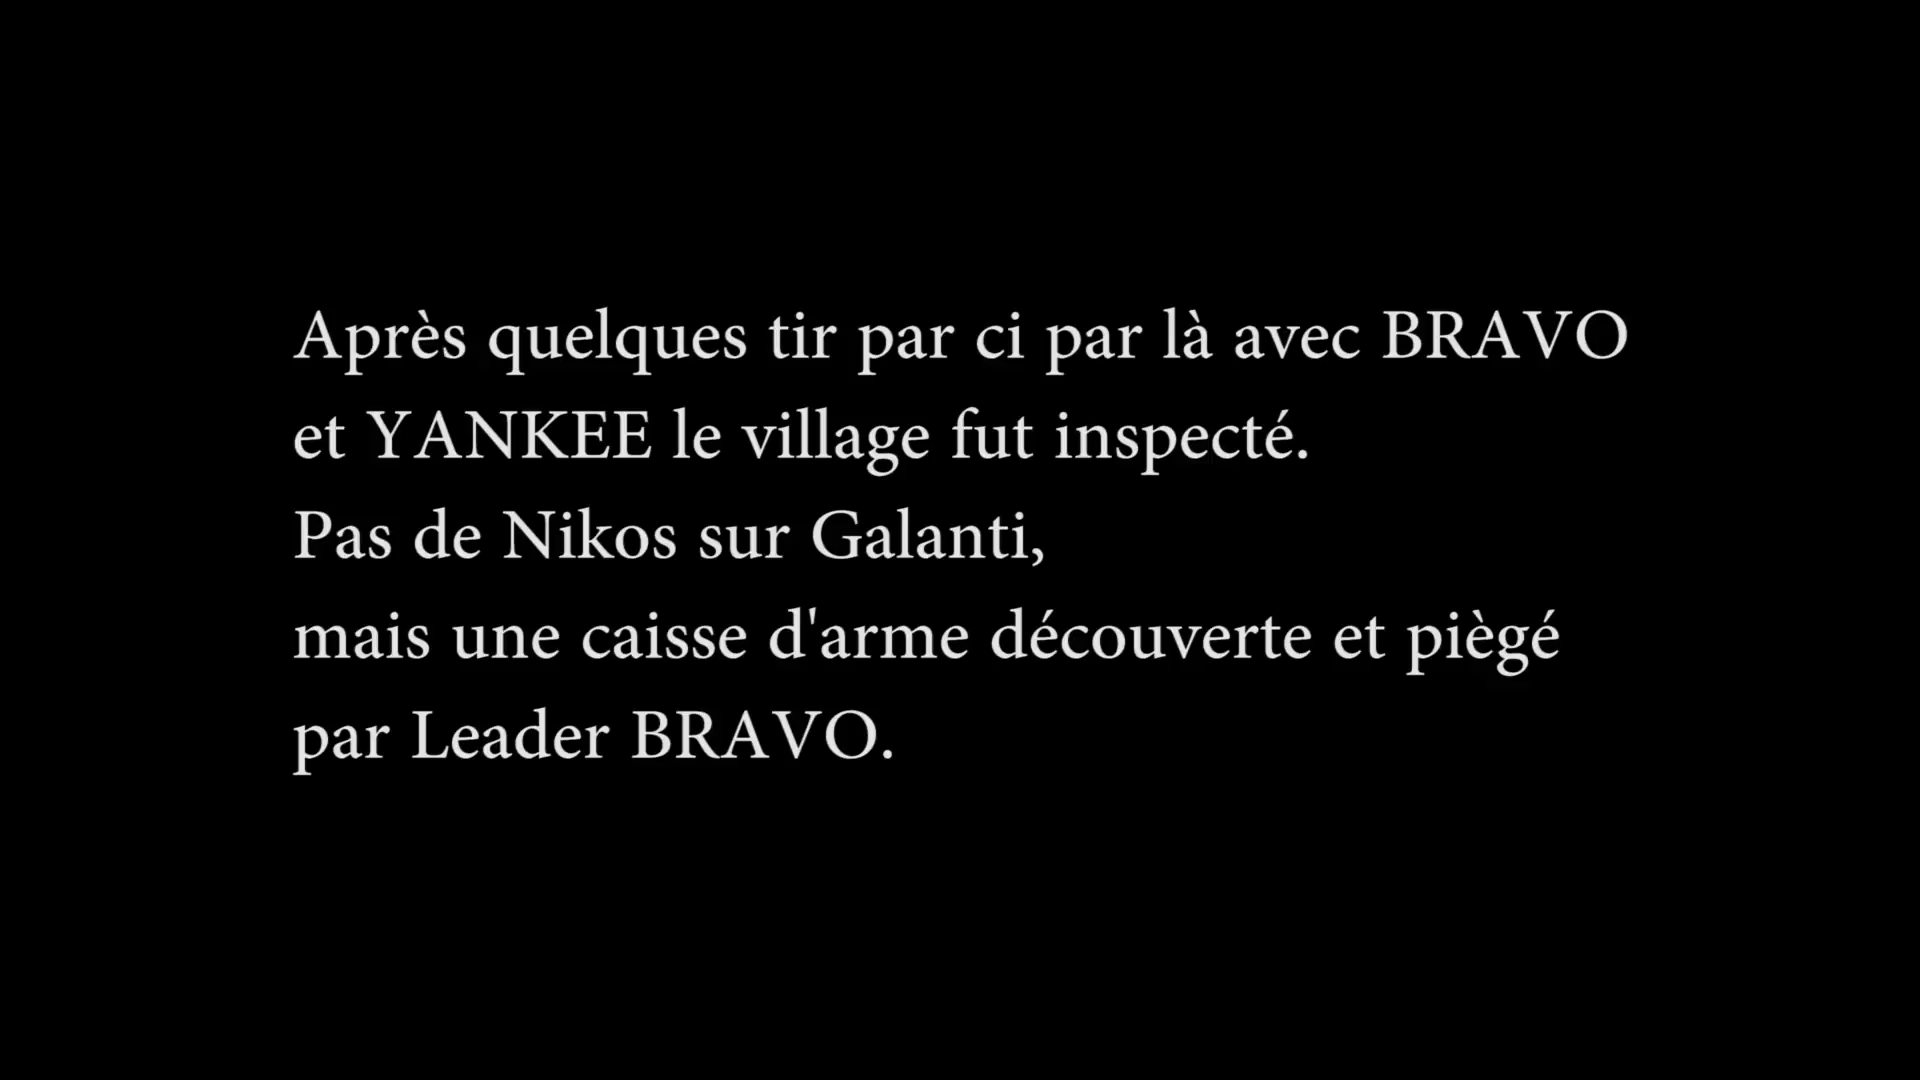 Après quelques tir par ci par là avec BRAVO
et YANKEE le village fut inspecté.
Pas de Nikos sur Galanti,
mais une caisse d'arme découverte et piègé
par Leader BRAVO.